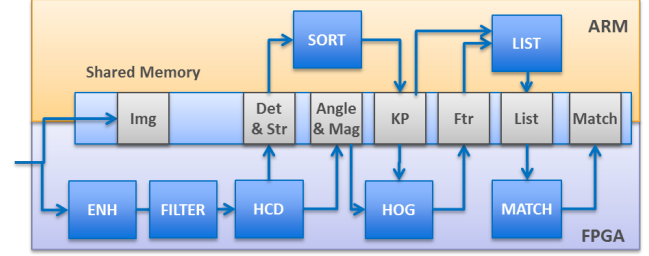 SORT
LIST
ARM
Shared Memory
Img
Det
& Str
Angle
& Mag
KP
Ftr
List
Match
ENH
FILTER
HCD
HOG
MATCH
FPGA